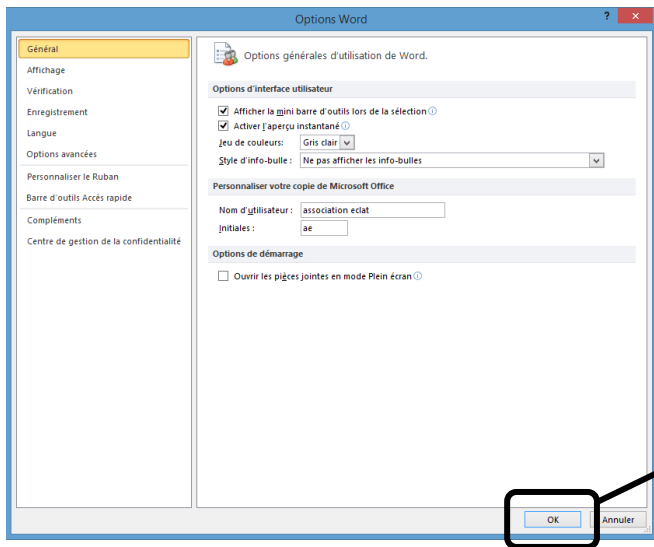 Options Word
?
×
Général
Affichage
Vérification
Enregistrement
Langue
Options avancées
Personnaliser le Ruban
Barre d'outils Accès rapide
Compléments
Centre de gestion de la confidentialité
Options générales d'utilisation de Word.
Options d'interface utilisateur
Afficher la mini barre d'outils lors de la sélection
Activer l'aperçu instantané
Jeu de couleurs: Gris clair
Style d'info-bulle : Ne pas afficher les info-bulles
Personnaliser votre copie de Microsoft Office
Nom d'utilisateur : association eclat
Initiales : ae
Options de démarrage
Ouvrir les pièces jointes en mode Plein écran
OK Annuler